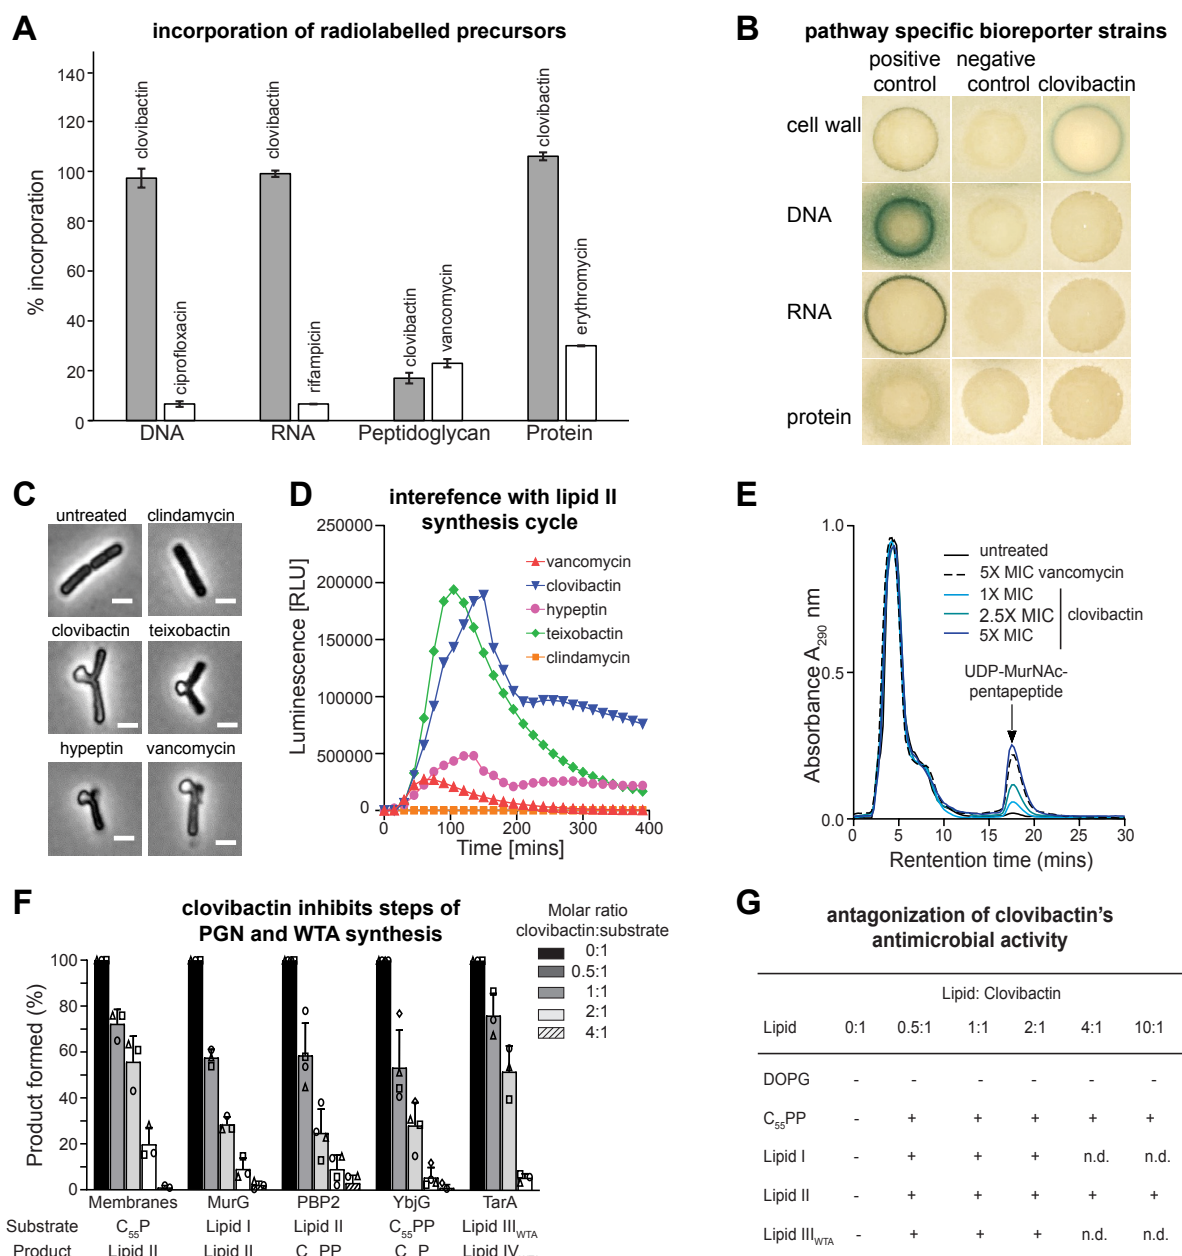 A
incorporation of radiolabelled precursors
% incorporation
140
120
100
80
60
40
20
0
clovibactin
ciprofloxacin
clovibactin
rifampicin
clovibactin
vancomycin
clovibactin
erythromycin
DNA
RNA
Peptidoglycan
Protein
B
pathway specific bioreporter strains
positive control
negative control
clovibactin
cell wall
DNA
RNA
protein
C
untreated
clindamycin
clovibactin
teixobactin
hypeptin
vancomycin
D
interefence with lipid II
synthesis cycle
Luminescence [RLU]
250000
200000
150000
100000
500000
0
vancomycin
clovibactin
hypeptin
teixobactin
clindamycin
0
100
200
300
400
Time [mins]
E
Absorbance A290 nm
1.0
0.5
0.0
untreated
5X MIC vancomycin
1X MIC
2.5X MIC
5X MIC
clovibactin
UDP-MurNAc-
pentapeptide
0
5
10
15
20
25
30
Rentention time (mins)
F
clovibactin inhibits steps of
PGN and WTA synthesis
Molar ratio
clovibactin:substrate
0:1
0.5:1
1:1
2:1
4:1
Product formed (%)
100
80
60
40
20
0
Membranes MurG PBP2 YbjG TarA
Substrate C55P Lipid I Lipid II C55PP Lipid IIIWTA
Product Lipid II Lipid II C PP C P Lipid IV
G
antagonization of clovibactin's
antimicrobial activity
Lipid: Clovibactin
Lipid 0:1 0.5:1 1:1 2:1 4:1 10:1
DOPG - - - - - -
C55PP - + + + + +
Lipid I - + + + n.d. n.d.
Lipid II - + + + + +
Lipid IIIWTA - + + + n.d. n.d.